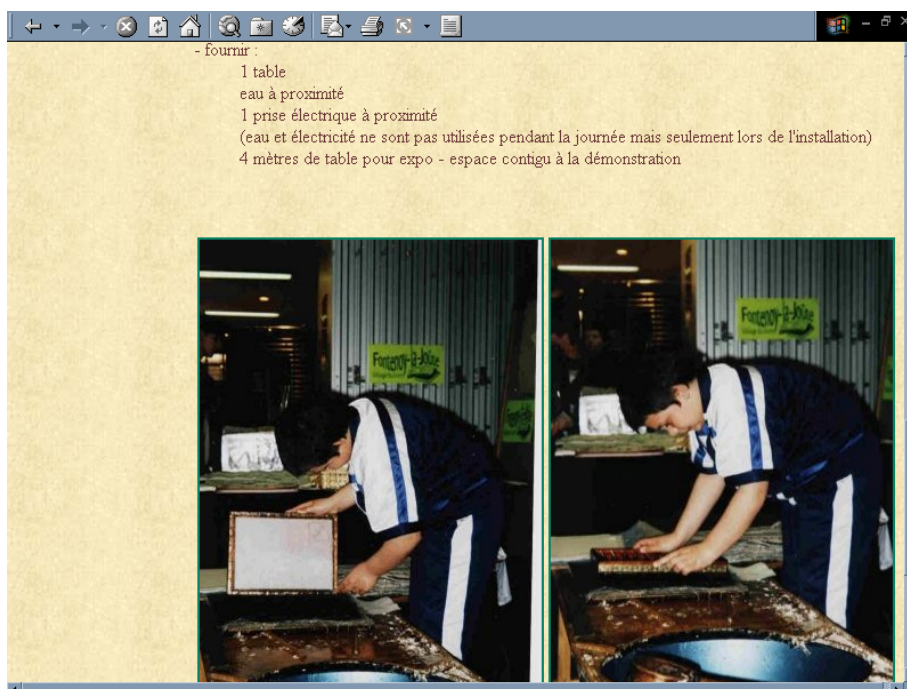 - fournir :
1 table
eau à proximité
1 prise électrique à proximité
(eau et électricité ne sont pas utilisées pendant la journée mais seulement lors de l'installation)
4 mètres de table pour expo - espace contigu à la démonstration
Fontenoy-la-Joûte
Fontenoy-la-Joûte